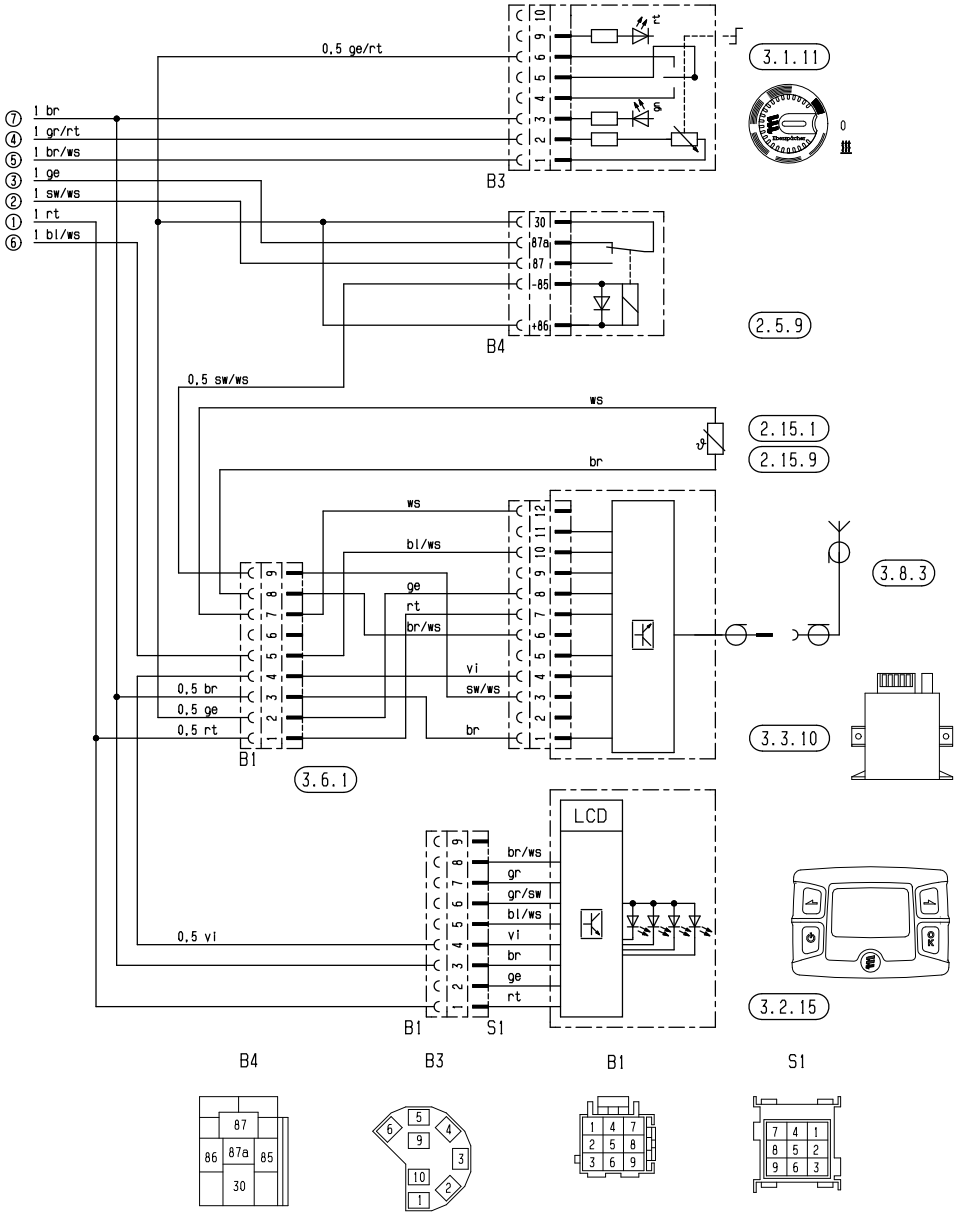 10
9
rt
0,5 ge/rt
6
3.1.11
5
4
7 1 br
3
gr
4 1 gr/rt
2
Eberspächer
0
5 1 br/ws
1
3 1 ge
B3
2 1 sw/ws
1 1 rt
30
6 1 bl/ws
87a
87
-85
+86
2.5.9
B4
0,5 sw/ws
ws
2.15.1
ϑ
br
2.15.9
ws
12
11
bl/ws
10
9
9
3.8.3
8
ge
8
7
rt
7
6
br/ws
6
5
5
4
vi
4
0,5 br
3
sw/ws
3
0,5 ge
2
2
0,5 rt
1
br
1
3.3.10
B1
3.6.1
LCD
9
8
br/ws
7
gr
6
gr/sw
5
bl/ws
0,5 vi
4
vi
3
br
OK
2
ge
1
rt
3.2.15
B1
S1
B4
B3
B1
S1
87
86
87a
85
30
5
6
4
9
3
10
2
1
1 4 7
2 5 8
3 6 9
7 4 1
8 5 2
9 6 3